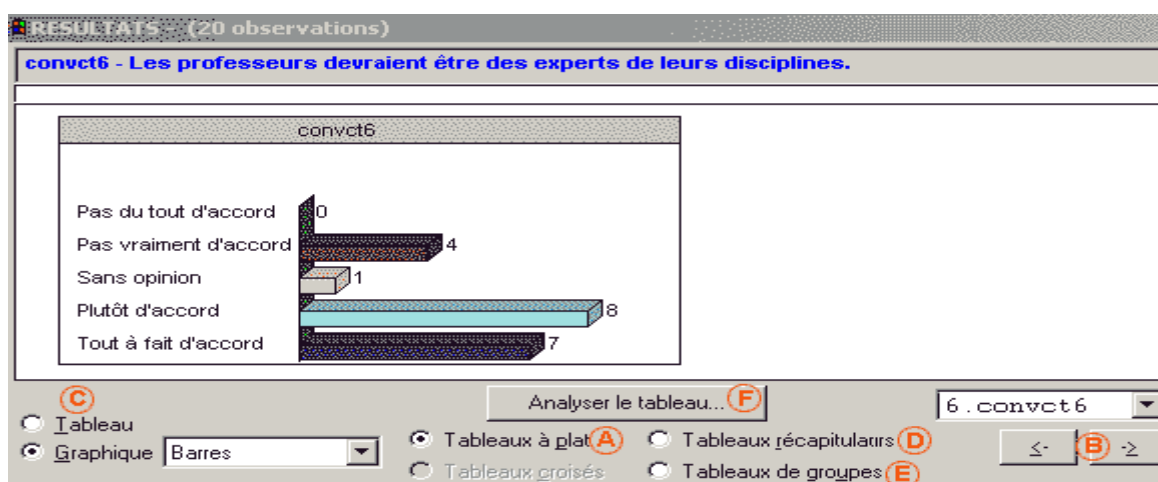 RESULTATS - (20 observations)
convct6 - Les professeurs devraient être des experts de leurs disciplines.
convct6
Pas du tout d'accord 0
Pas vraiment d'accord 4
Sans opinion 1
Plutôt d'accord 8
Tout à fait d'accord 7
C
Analyser le tableau... F
6.convct6
Tableau
Graphique Barres
Tableaux à plat A
Tableaux récapitulatifs D
<- B ->
Tableaux croisés
Tableaux de groupes E